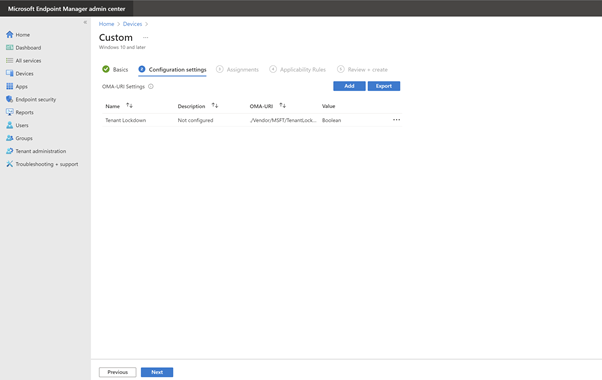 Microsoft Endpoint Manager admin center
«
Home
Dashboard
All services
Devices
Apps
Endpoint security
Reports
Users
Groups
Tenant administration
Troubleshooting + support
Home > Devices >
Custom ...
Windows 10 and later
Basics 2 Configuration settings 3 Assignments 4 Applicability Rules 5 Review + create
OMA-URI Settings Add Export
Name ↑↓ Description ↑↓ OMA-URI ↑↓ Value
Tenant Lockdown Not configured ./Vendor/MSFT/TenantLock... Boolean ...
Previous Next